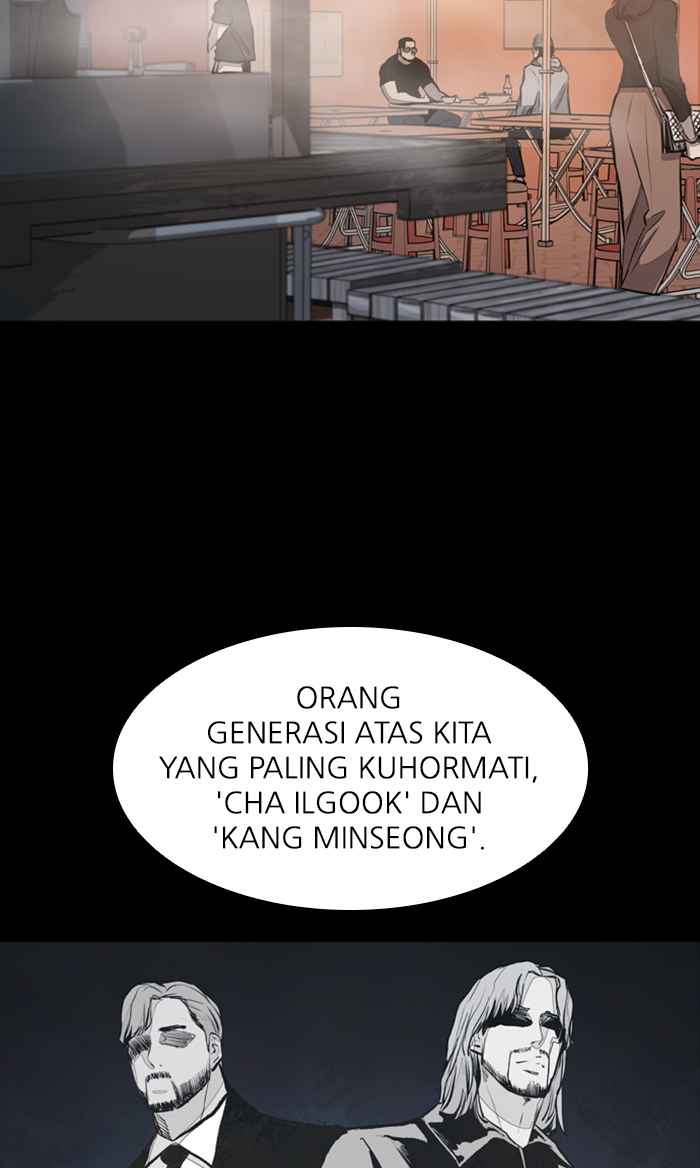 ORANG
GENERASI ATAS KITA
YANG PALING KUHORMATI,
'CHA ILGOOK' DAN
'KANG MINSEONG'.